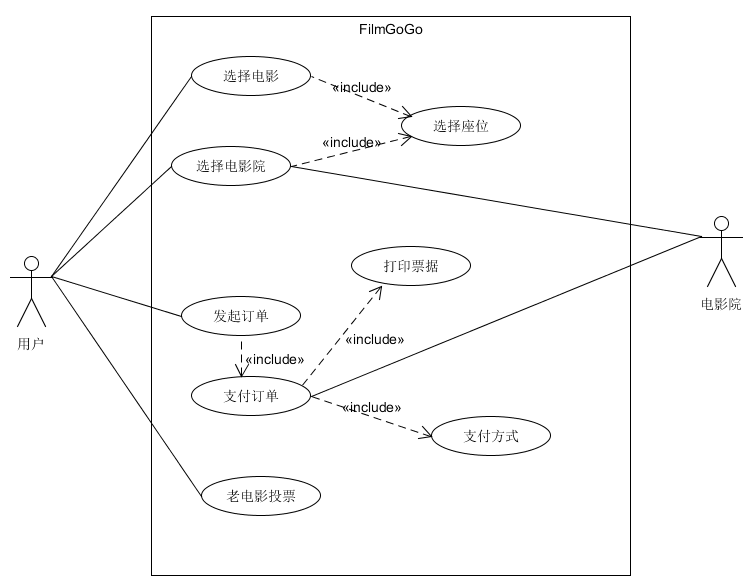 FilmGoGo
选择电影
«include»
选择座位
«include»
选择电影院
打印票据
电影院
用户
发起订单
«include»
«include»
支付订单
«include»
支付方式
老电影投票